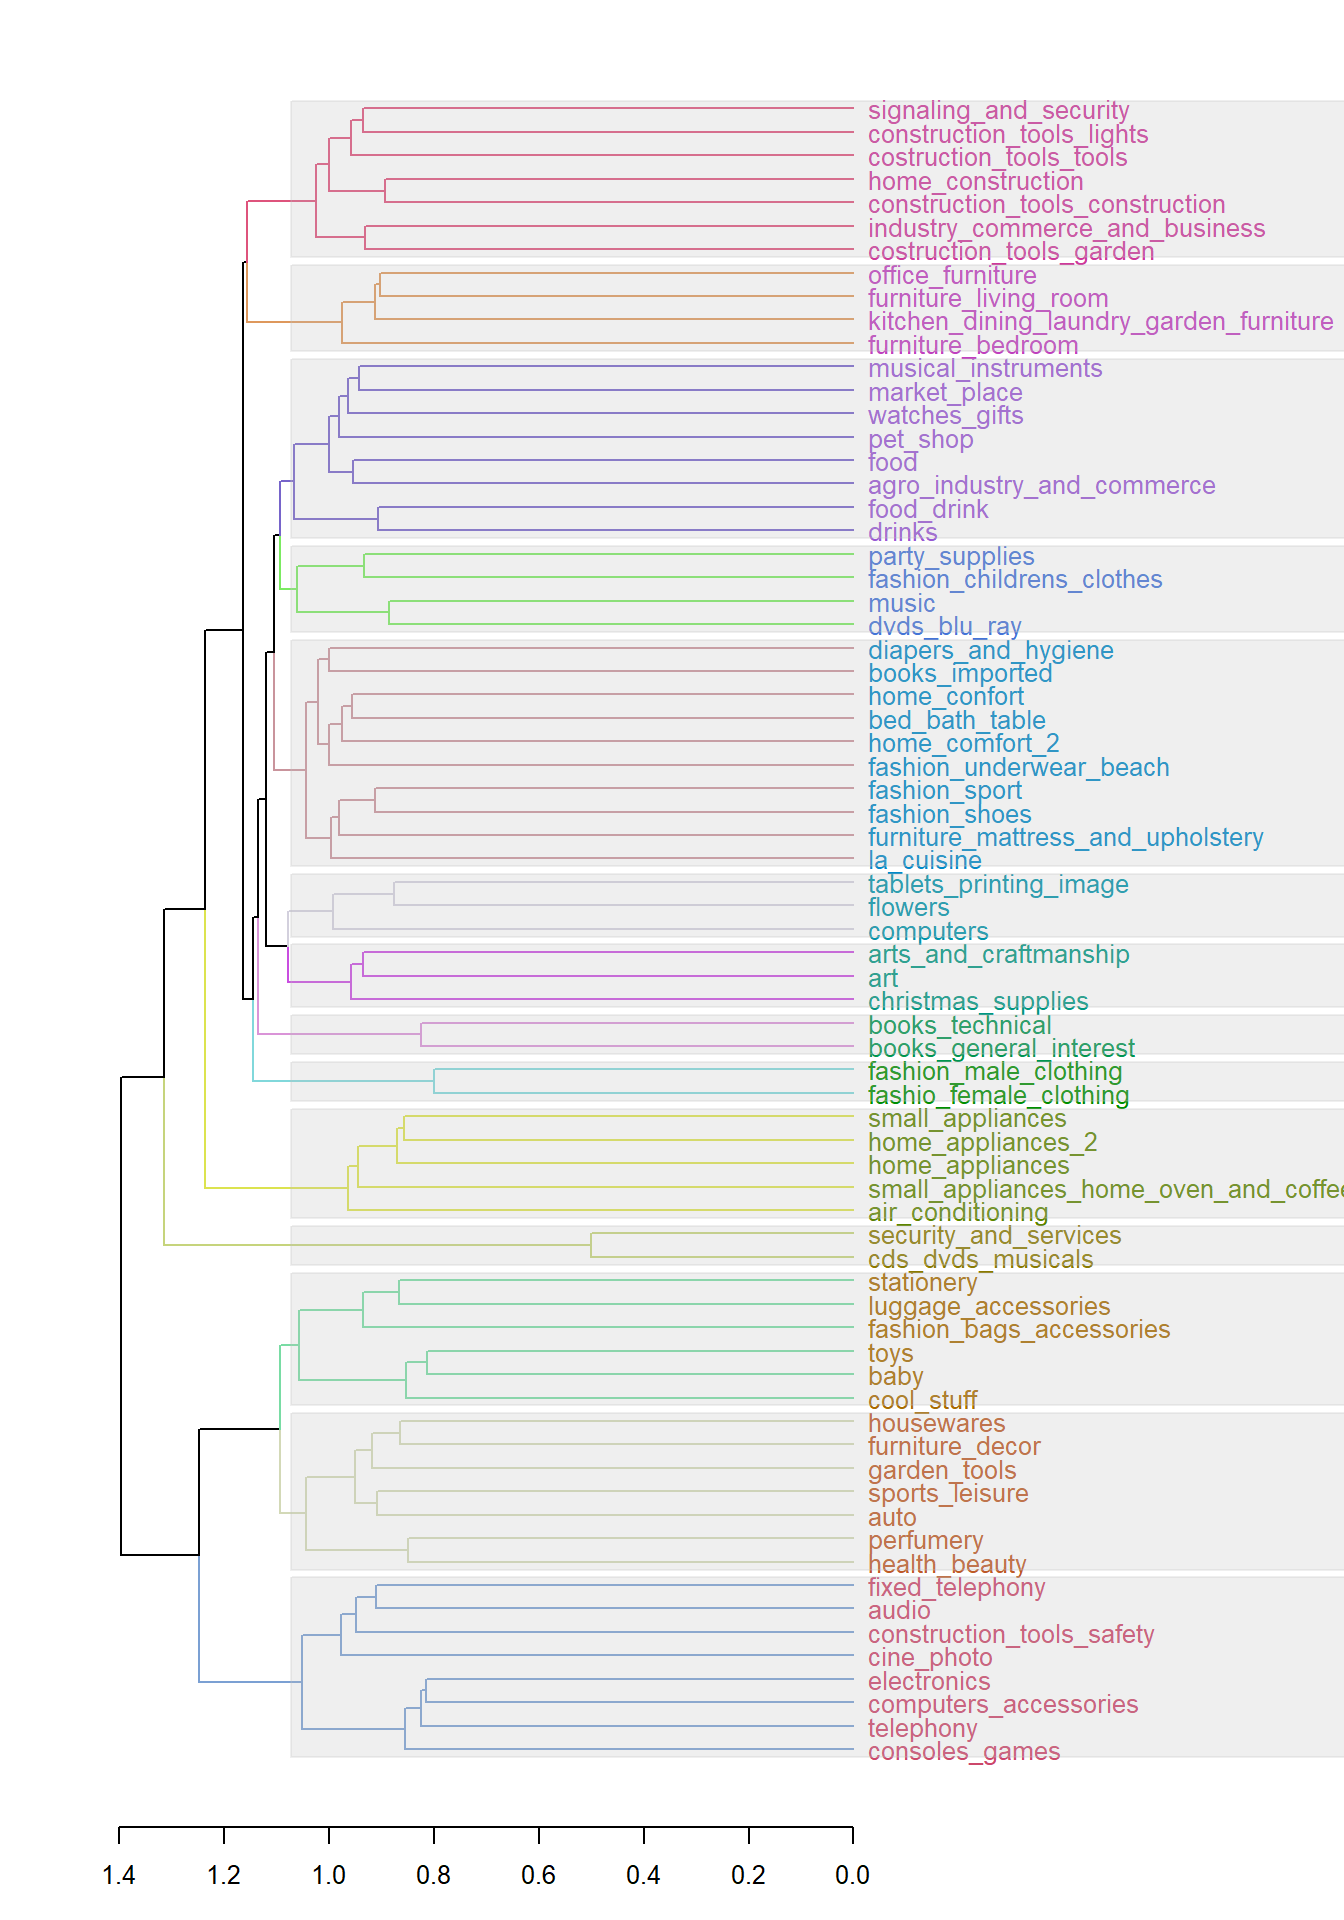 signaling_and_security
construction_tools_lights
costruction_tools_tools
home_construction
construction_tools_construction
industry_commerce_and_business
costruction_tools_garden
office_furniture
furniture_living_room
kitchen_dining_laundry_garden_furniture
furniture_bedroom
musical_instruments
market_place
watches_gifts
pet_shop
food
agro_industry_and_commerce
food_drink
drinks
party_supplies
fashion_childrens_clothes
music
dvds_blu_ray
diapers_and_hygiene
books_imported
home_confort
bed_bath_table
home_comfort_2
fashion_underwear_beach
fashion_sport
fashion_shoes
furniture_mattress_and_upholstery
la_cuisine
tablets_printing_image
flowers
computers
arts_and_craftmanship
art
christmas_supplies
books_technical
books_general_interest
fashion_male_clothing
fashio_female_clothing
small_appliances
home_appliances_2
home_appliances
small_appliances_home_oven_and_coffee
air_conditioning
security_and_services
cds_dvds_musicals
stationery
luggage_accessories
fashion_bags_accessories
toys
baby
cool_stuff
housewares
furniture_decor
garden_tools
sports_leisure
auto
perfumery
health_beauty
fixed_telephony
audio
construction_tools_safety
cine_photo
electronics
computers_accessories
telephony
consoles_games
1.4 1.2 1.0 0.8 0.6 0.4 0.2 0.0